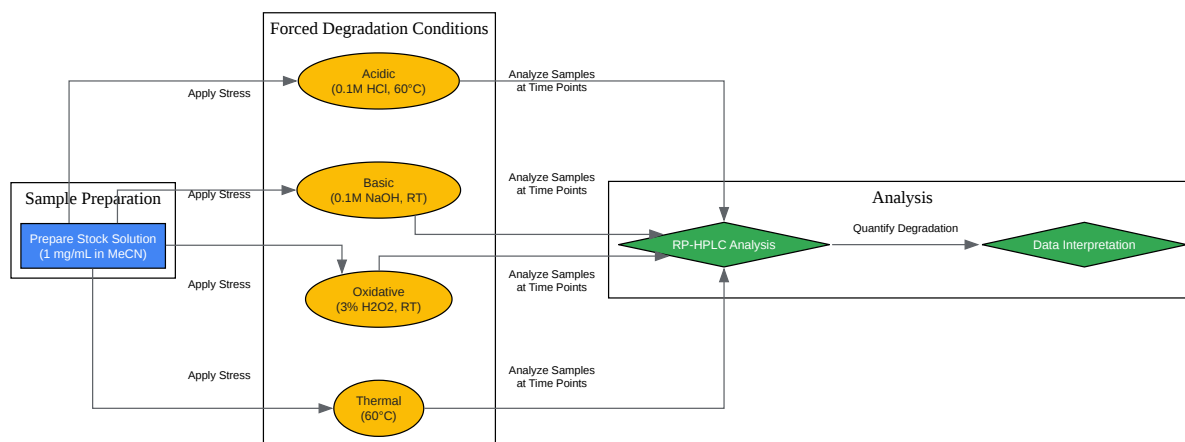 Forced Degradation Conditions
Acidic
(0.1M HCl, 60°C)
Analyze Samples
at Time Points
Apply Stress
Basic
(0.1M NaOH, RT)
Analyze Samples
at Time Points
Apply Stress
Sample Preparation
Analysis
Prepare Stock Solution
(1 mg/mL in MeCN)
RP-HPLC Analysis
Quantify Degradation
Data Interpretation
Apply Stress
Oxidative
(3% H2O2, RT)
Analyze Samples
at Time Points
Apply Stress
Thermal
(60°C)
Analyze Samples
at Time Points